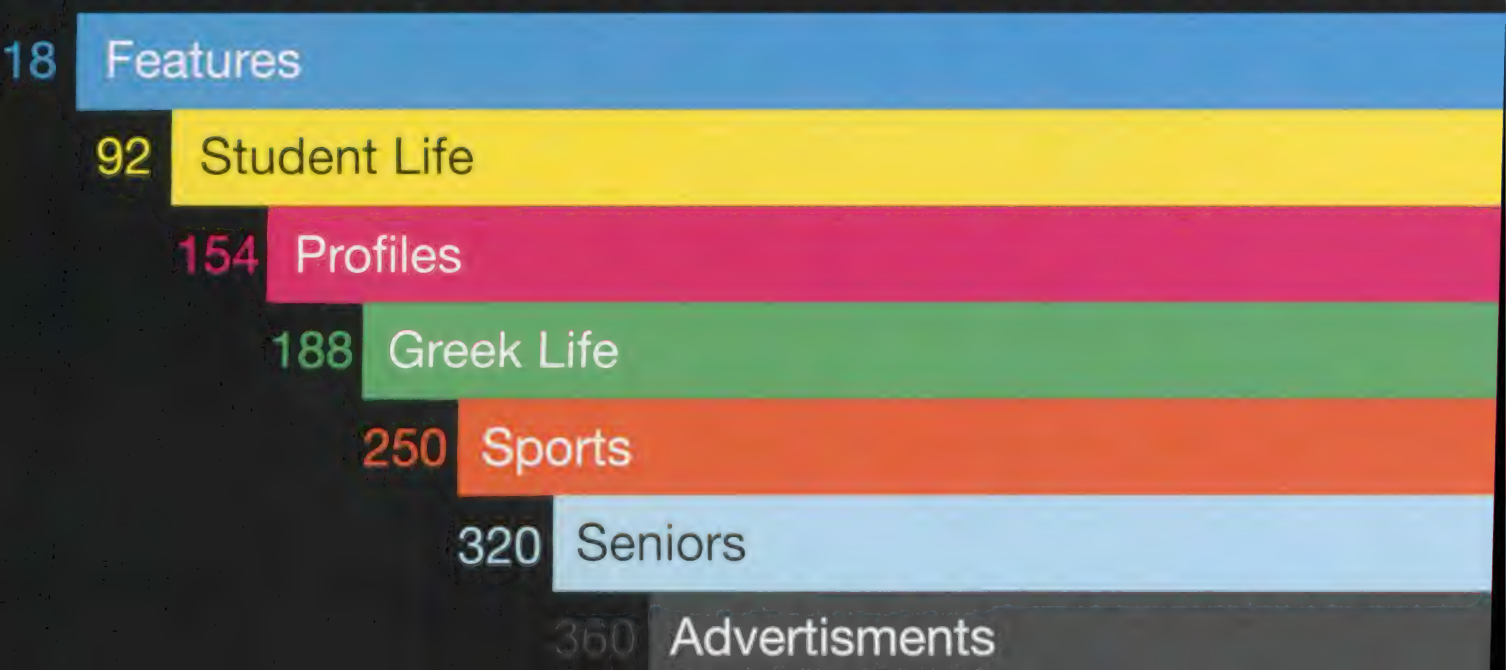 18 Features
92 Student Life
154 Profiles
188 Greek Life
250 Sports
320 Seniors
360 Advertisments